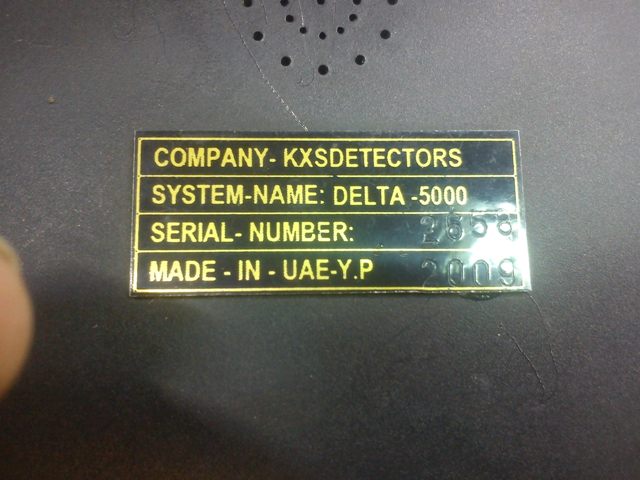 COMPANY- KXSDETECTORS
SYSTEM-NAME: DELTA -5000
SERIAL- NUMBER:
MADE - IN - UAE-Y.P 2009